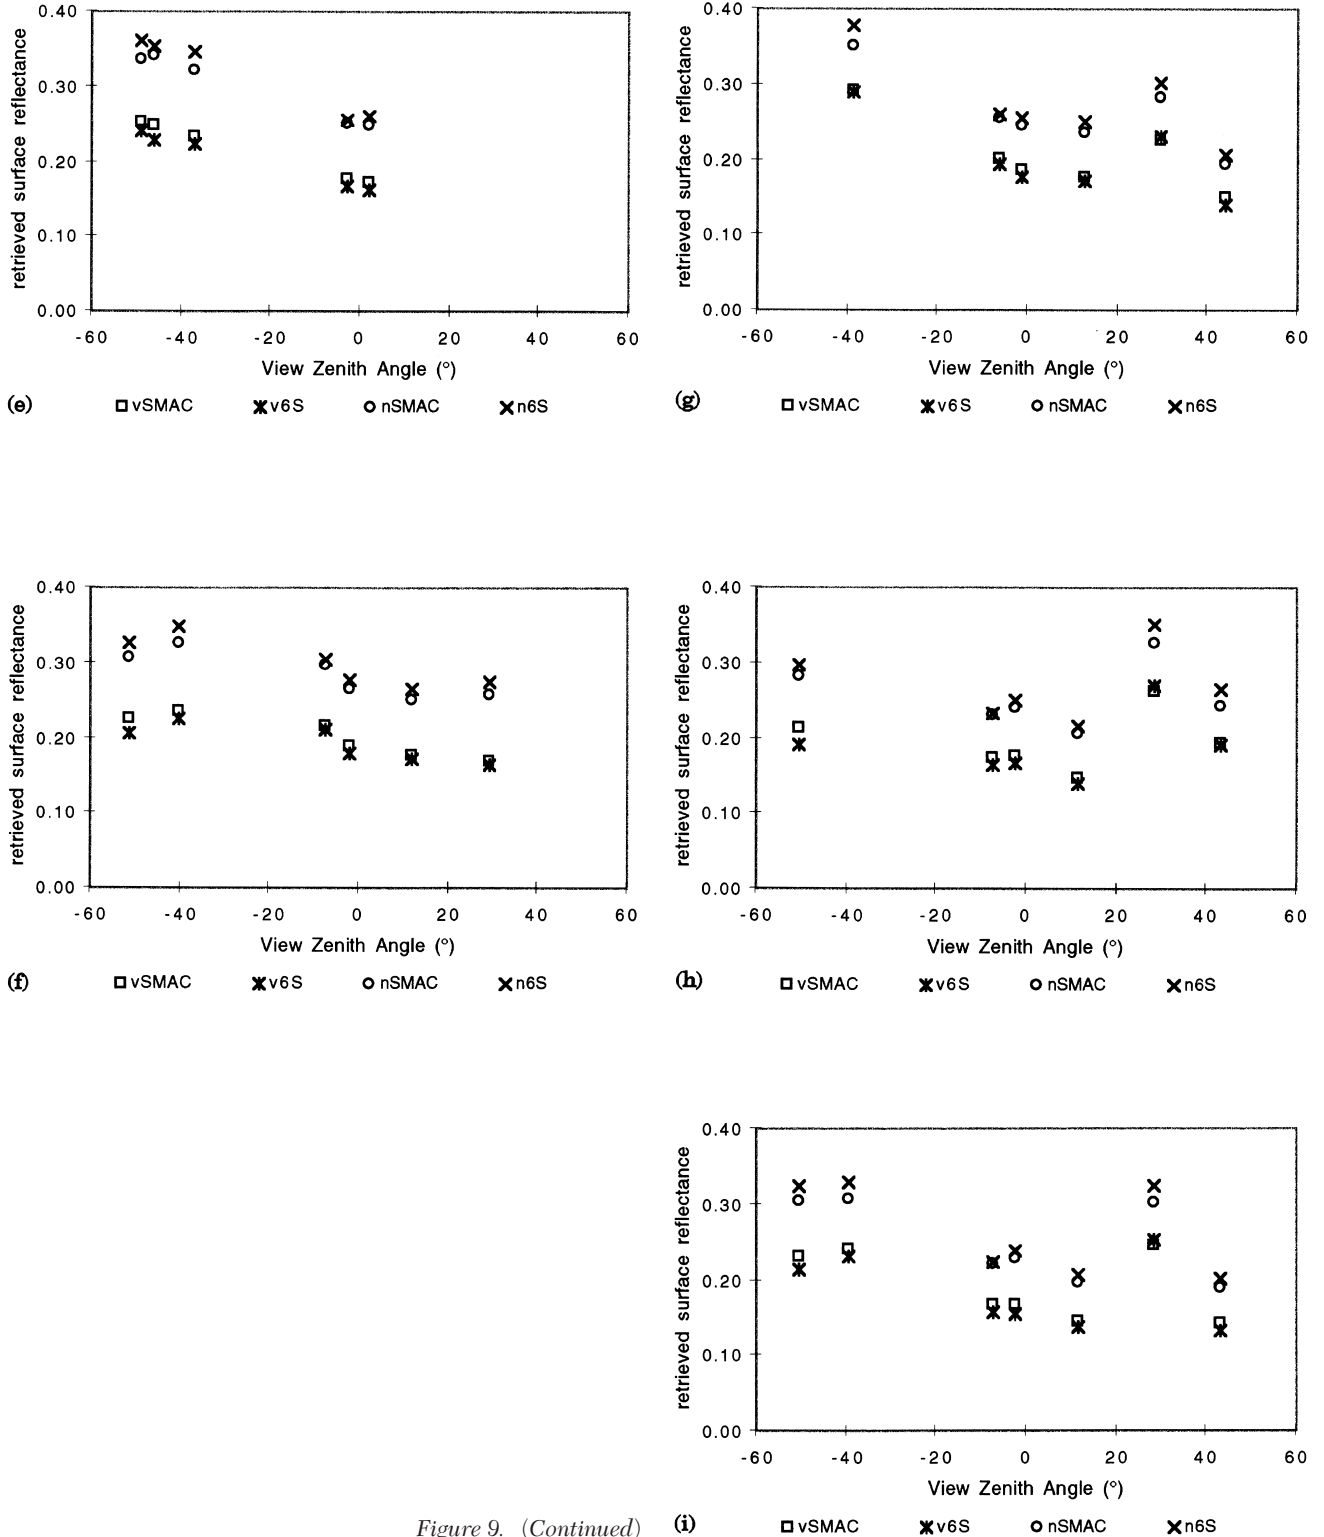 retrieved surface reflectance
0.40
0.30
0.20
0.10
0.00
-60 -40 -20 0 20 40 60
View Zenith Angle (°)
(e) vSMAC v6S nSMAC n6S
retrieved surface reflectance
0.40
0.30
0.20
0.10
0.00
-60 -40 -20 0 20 40 60
View Zenith Angle (°)
(g) vSMAC v6S nSMAC n6S
retrieved surface reflectance
0.40
0.30
0.20
0.10
0.00
-60 -40 -20 0 20 40 60
View Zenith Angle (°)
(f) vSMAC v6S nSMAC n6S
retrieved surface reflectance
0.40
0.30
0.20
0.10
0.00
-60 -40 -20 0 20 40 60
View Zenith Angle (°)
(h) vSMAC v6S nSMAC n6S
retrieved surface reflectance
0.40
0.30
0.20
0.10
0.00
-60 -40 -20 0 20 40 60
View Zenith Angle (°)
(i) vSMAC v6S nSMAC n6S
Figure 9. (Continued)